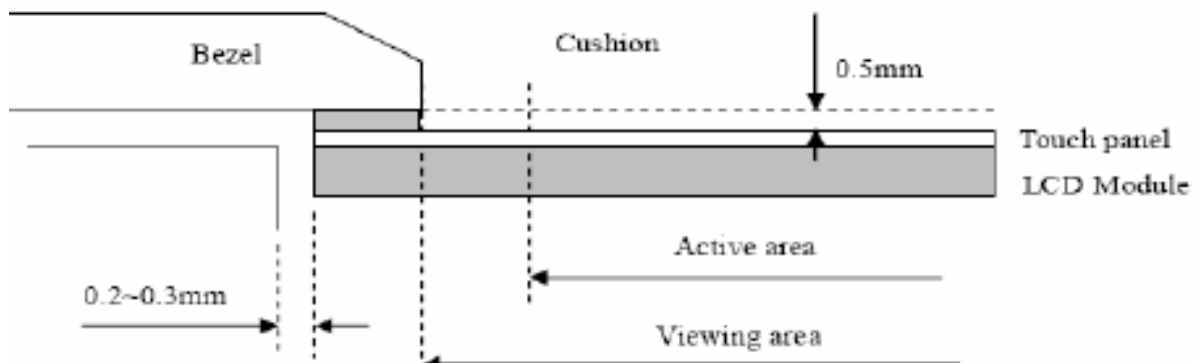 Cushion
Bezel
0.5mm
Touch panel
LCD Module
Active area
0.2~0.3mm
Viewing area